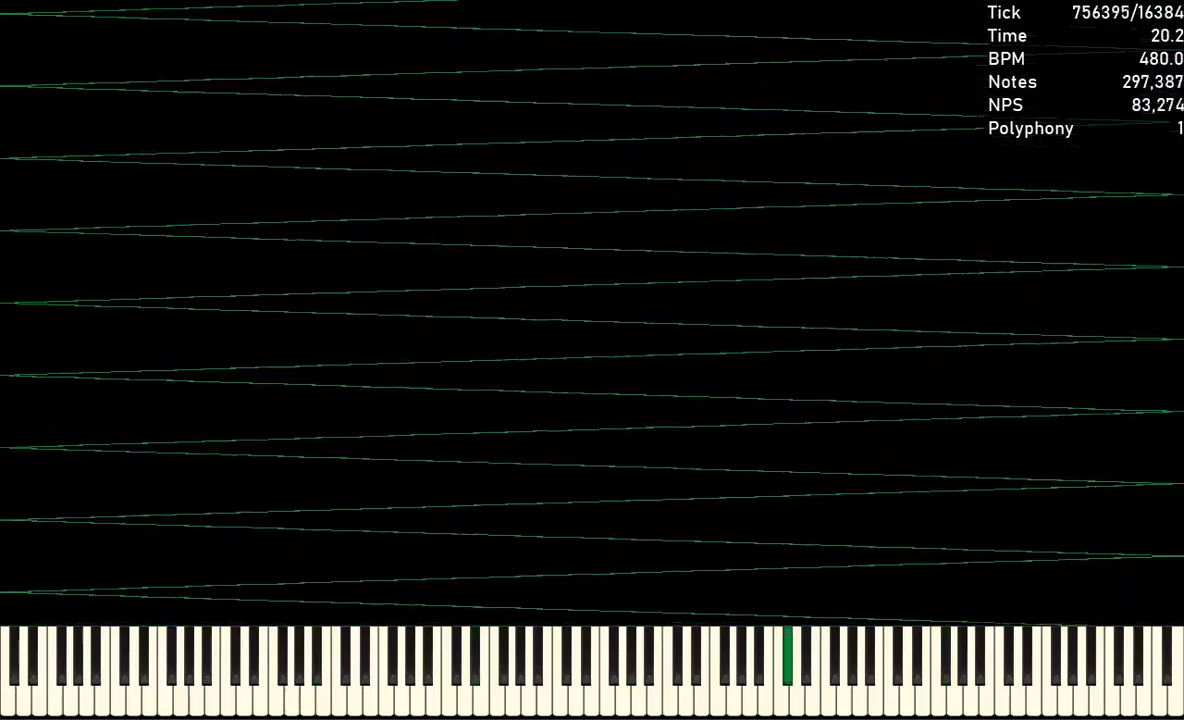 Tick 756395/16384
Time 20.2
BPM 480.0
Notes 297,387
NPS 83,274
Polyphony 1